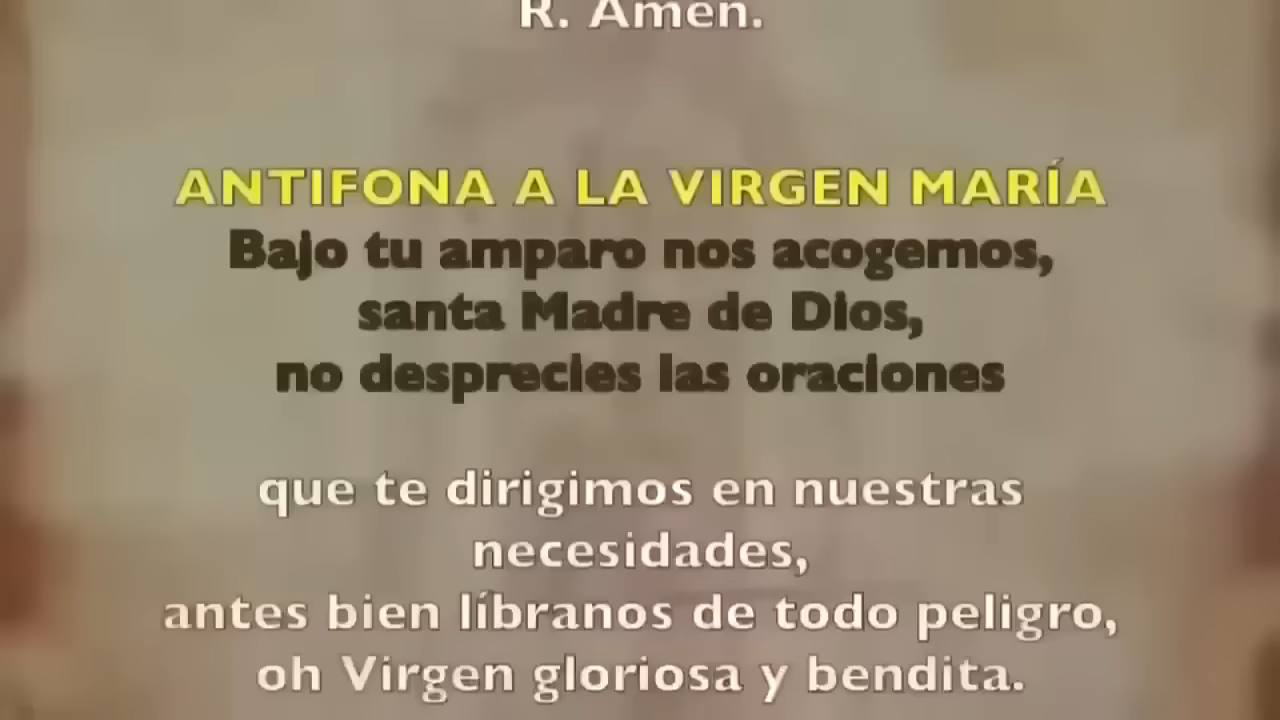 R. Amén.
ANTIFONA A LA VIRGEN MARÍA
Bajo tu amparo nos acogemos,
santa Madre de Dios,
no desprecies las oraciones
que te dirigimos en nuestras
necesidades,
antes bien líbranos de todo peligro,
oh Virgen gloriosa y bendita.